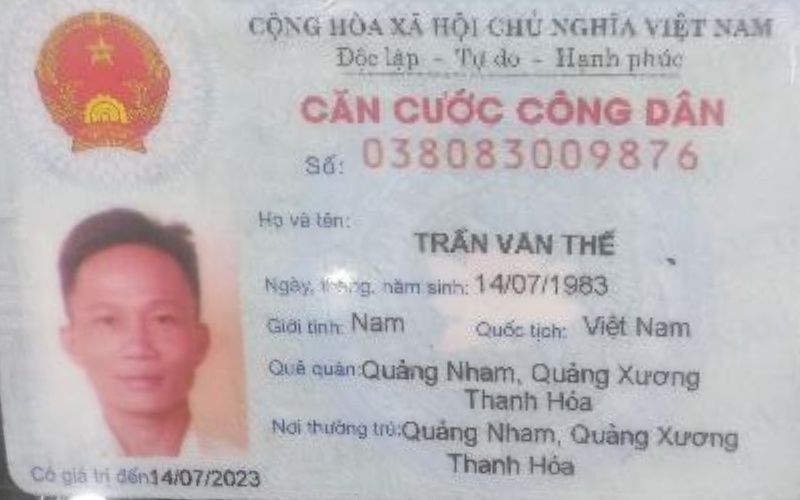 CỘNG HÒA XÃ HỘI CHỦ NGHĨA VIỆT NAM
Độc lập - Tự do - Hạnh phúc
CĂN CƯỚC CÔNG DÂN
Số: 038083009876
Họ và tên:
TRẦN VĂN THẾ
Ngày, tháng, năm sinh: 14/07/1983
Giới tính: Nam Quốc tịch: Việt Nam
Quê quán: Quảng Nham, Quảng Xương
Thanh Hóa
Nơi thường trú: Quảng Nham, Quảng Xương
Thanh Hóa
Có giá trị đến 14/07/2023